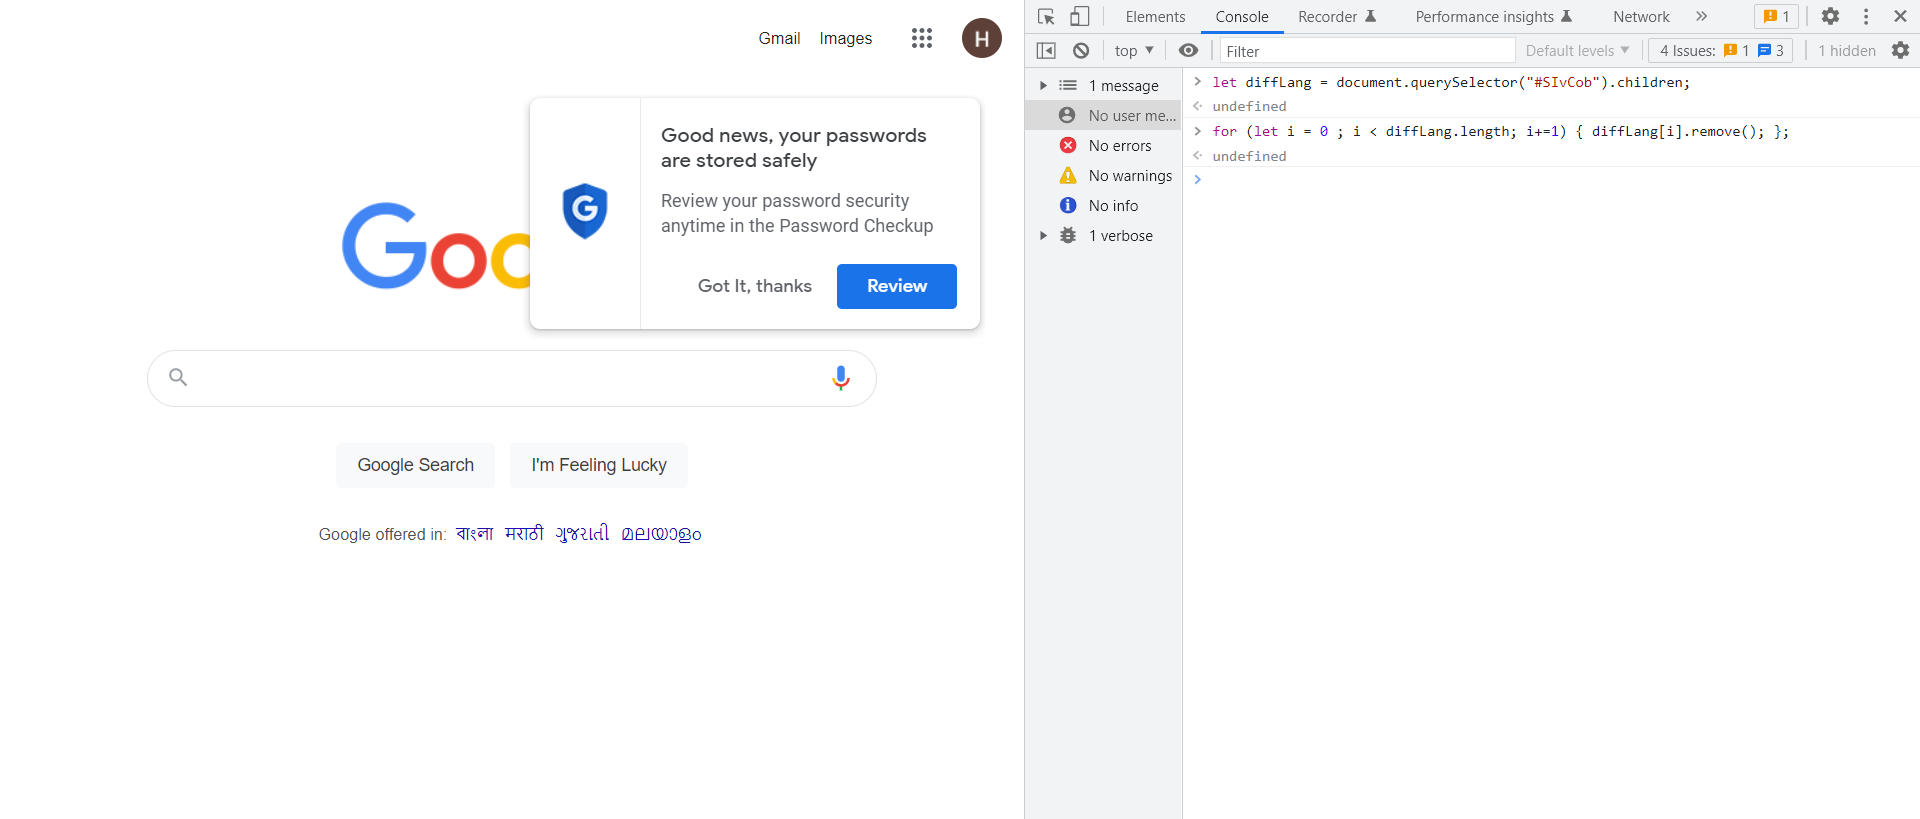 Gmail Images H
Good news, your passwords
are stored safely
Review your password security
anytime in the Password Checkup
Got It, thanks Review
Goo
G
Google Search I'm Feeling Lucky
Google offered in: বাংলা मराठी ગુજરાતી മലയാളം
Elements Console Recorder Performance insights Network » 1
top Filter Default levels 4 Issues: 1 3 1 hidden
1 message
No user me...
No errors
No warnings
No info
1 verbose
> let diffLang = document.querySelector("#SIvCob").children;
undefined
> for (let i = 0 ; i < diffLang.length; i+=1) { diffLang[i].remove(); };
undefined
>